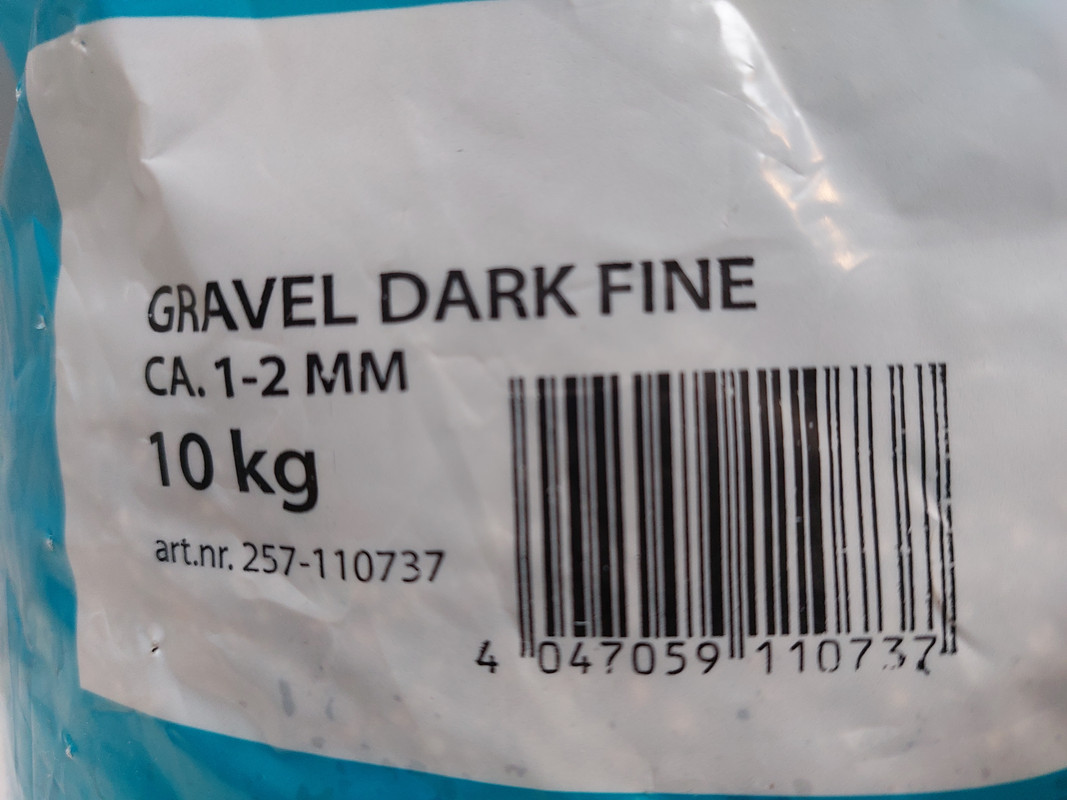 GRAVEL DARK FINE
CA. 1-2 MM
10 kg
art.nr. 257-110737
4 047059 110737